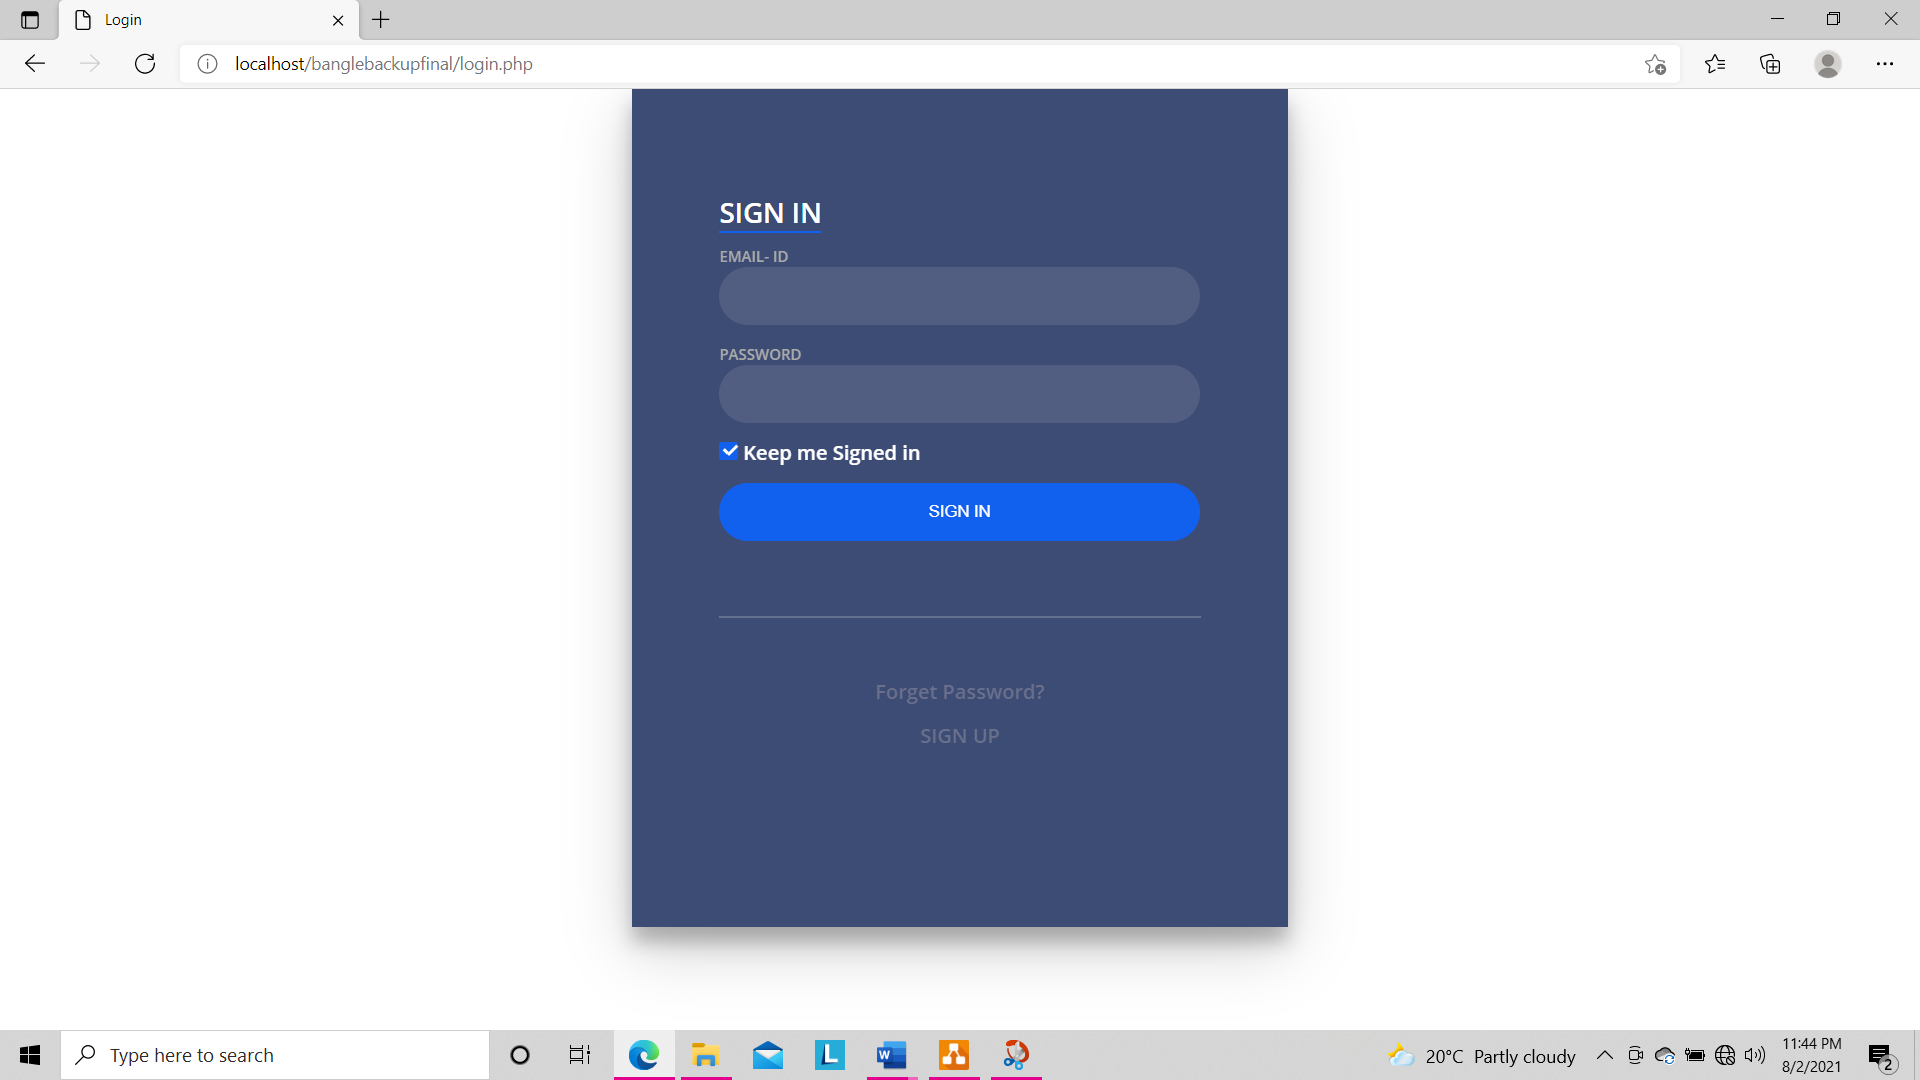 Login
localhost/banglebackupfinal/login.php
SIGN IN
EMAIL- ID
PASSWORD
Keep me Signed in
SIGN IN
Forget Password?
SIGN UP
Type here to search
L
W
20°C Partly cloudy
11:44 PM
8/2/2021
2